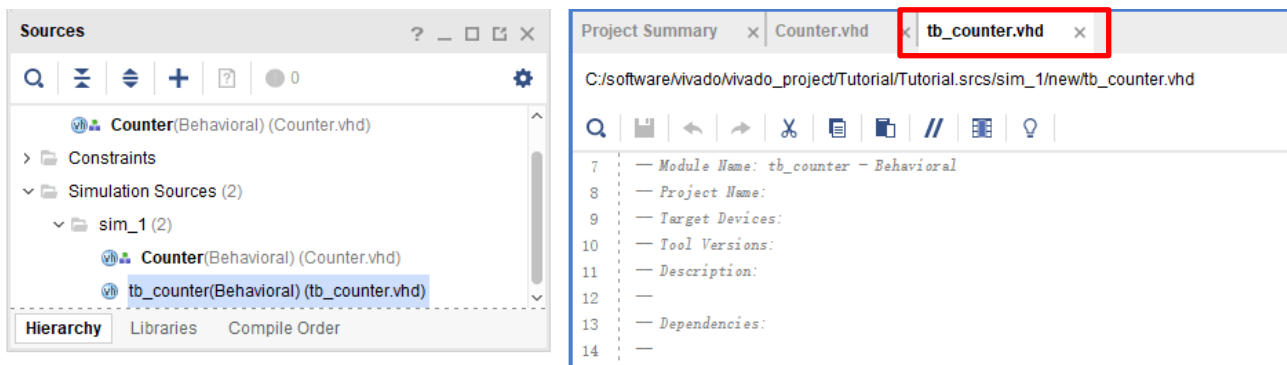 Sources
? _
0
Counter(Behavioral) (Counter.vhd)
Constraints
Simulation Sources (2)
sim_1 (2)
Counter(Behavioral) (Counter.vhd)
tb_counter(Behavioral) (tb_counter.vhd)
Hierarchy Libraries Compile Order
Project Summary × Counter.vhd × tb_counter.vhd ×
C:/software/vivado/vivado_project/Tutorial/Tutorial.srcs/sim_1/new/tb_counter.vhd
//
7 -- Module Name: tb_counter - Behavioral
8 -- Project Name:
9 -- Target Devices:
10 -- Tool Versions:
11 -- Description:
12 --
13 -- Dependencies:
14 --